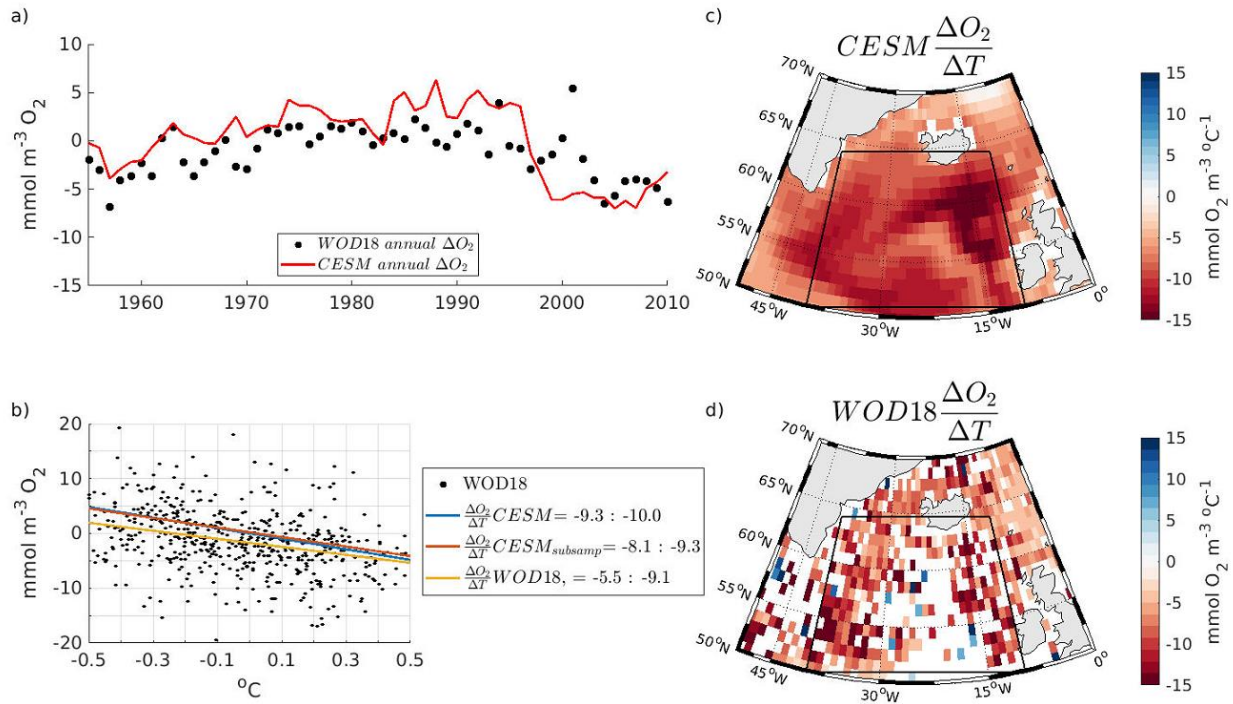 a)
mmol m⁻³ O₂
10
5
0
-5
-10
-15
WOD18 annual ΔO₂
CESM annual ΔO₂
1960
1970
1980
1990
2000
2010
b)
mmol m⁻³ O₂
20
10
0
-10
-20
-0.5
-0.3
-0.1
0.1
0.3
0.5
°C
WOD18
ΔO₂/ΔT CESM= -9.3 : -10.0
ΔO₂/ΔT CESMsubsamp= -8.1 : -9.3
ΔO₂/ΔT WOD18, = -5.5 : -9.1
c)
CESM ΔO₂/ΔT
70°N
65°N
60°N
55°N
50°N
45°W
30°W
15°W
0°
15
10
5
0
-5
-10
-15
mmol O₂ m⁻³ °C⁻¹
d)
WOD18 ΔO₂/ΔT
70°N
65°N
60°N
55°N
50°N
45°W
30°W
15°W
0°
15
10
5
0
-5
-10
-15
mmol O₂ m⁻³ °C⁻¹